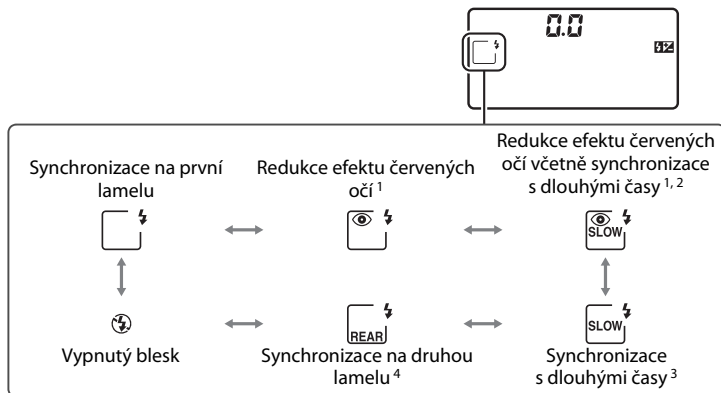 0.0
Synchronizace na první
lamelu
Redukce efektu červených
očí 1
Redukce efektu červených
očí včetně synchronizace
s dlouhými časy 1, 2
SLOW
REAR
SLOW
Vypnutý blesk
Synchronizace na druhou
lamelu 4
Synchronizace
s dlouhými časy 3